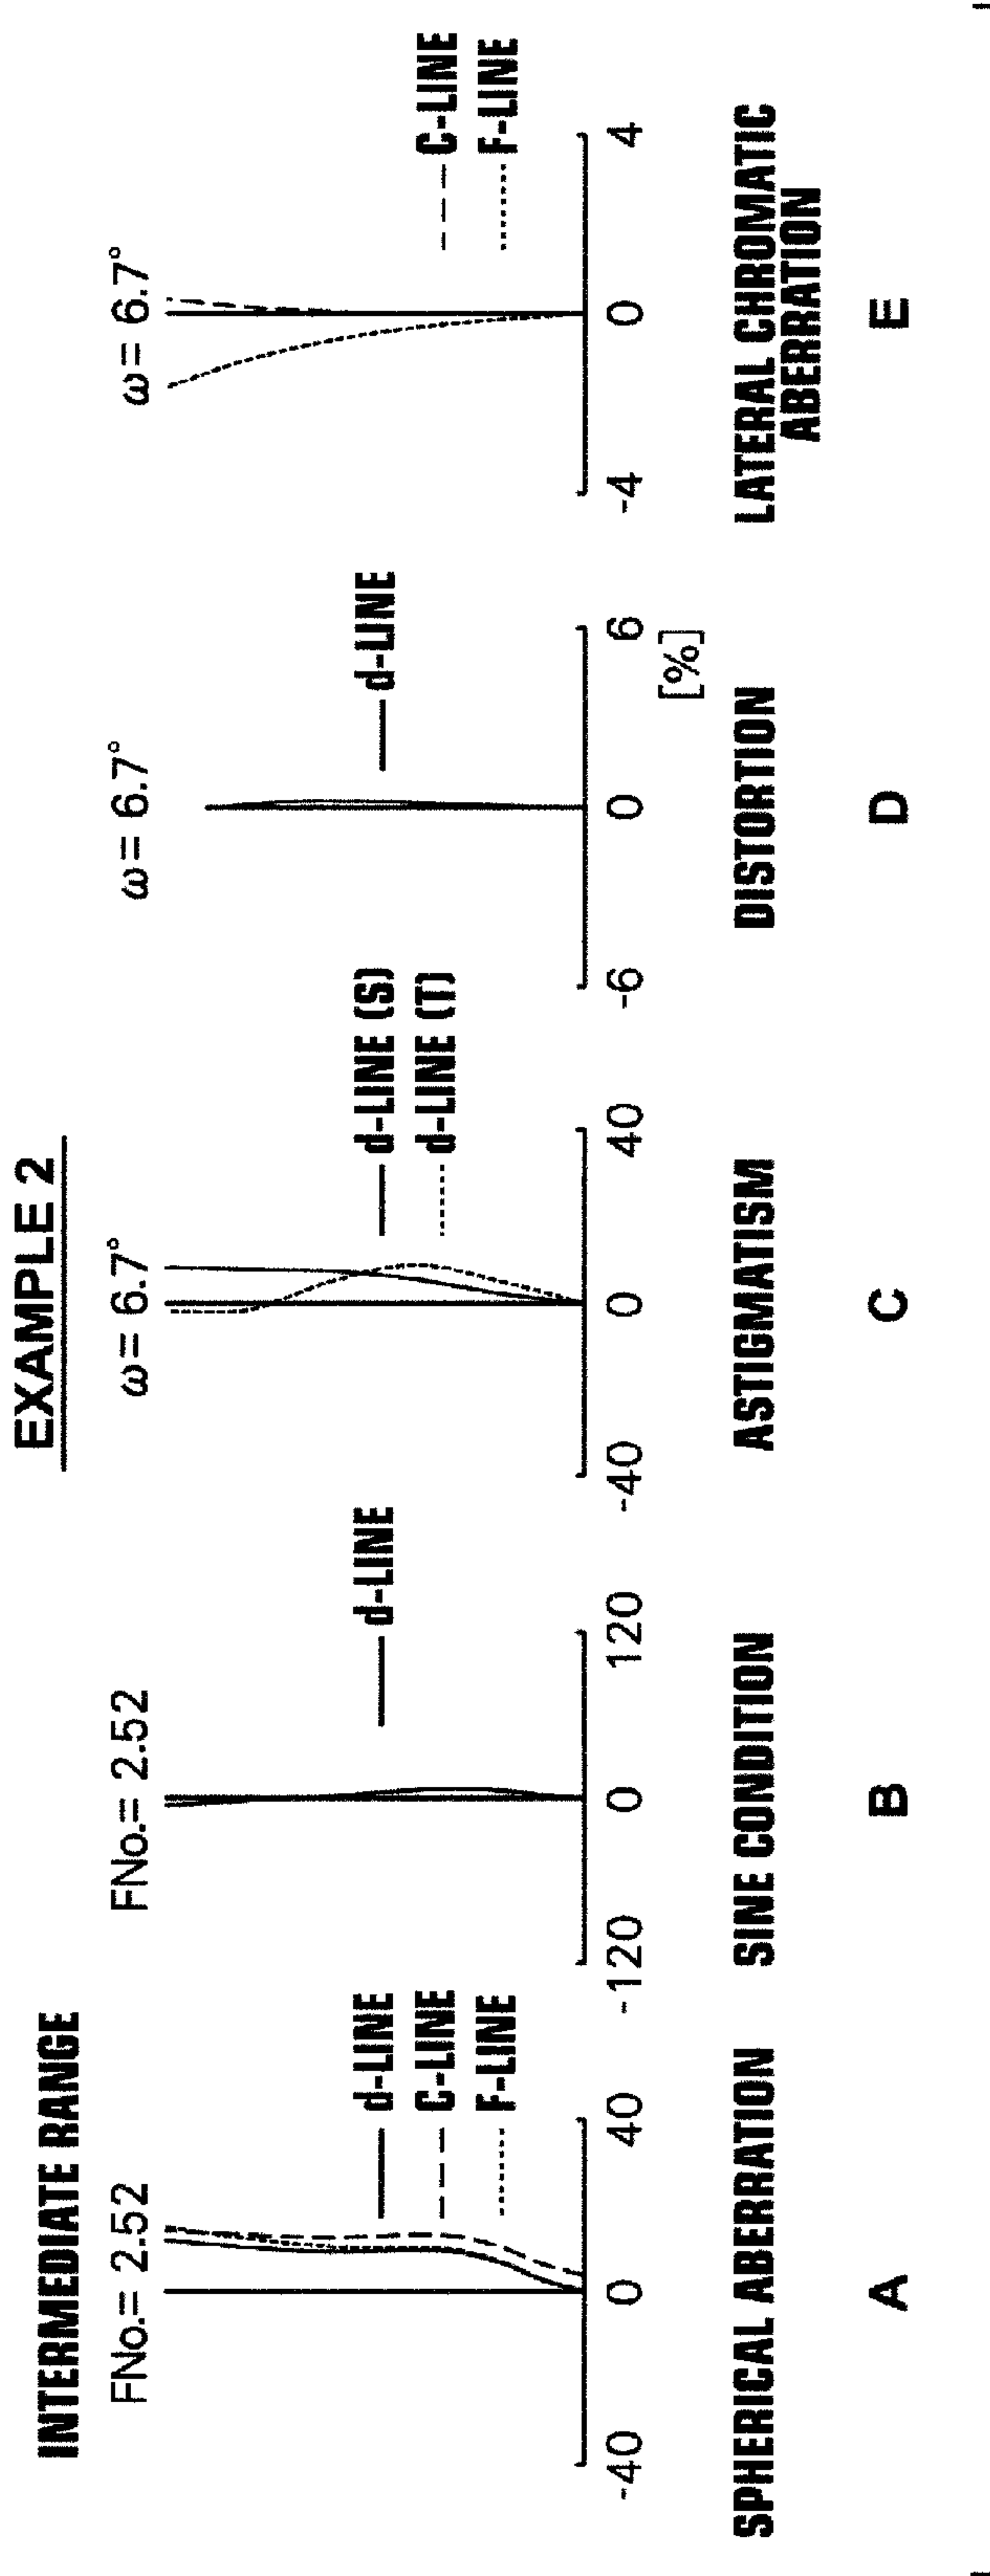 EXAMPLE 2
INTERMEDIATE RANGE
FNo.= 2.52
d-LINE
C-LINE
F-LINE
-40
0
40
SPHERICAL ABERRATION
A
FNo.= 2.52
d-LINE
-120
0
120
SINE CONDITION
B
ω= 6.7°
d-LINE (S)
d-LINE (T)
-40
0
40
ASTIGMATISM
C
ω= 6.7°
d-LINE
-6
0
6
[%]
DISTORTION
D
ω= 6.7°
C-LINE
F-LINE
-4
0
4
LATERAL CHROMATIC
ABERRATION
E